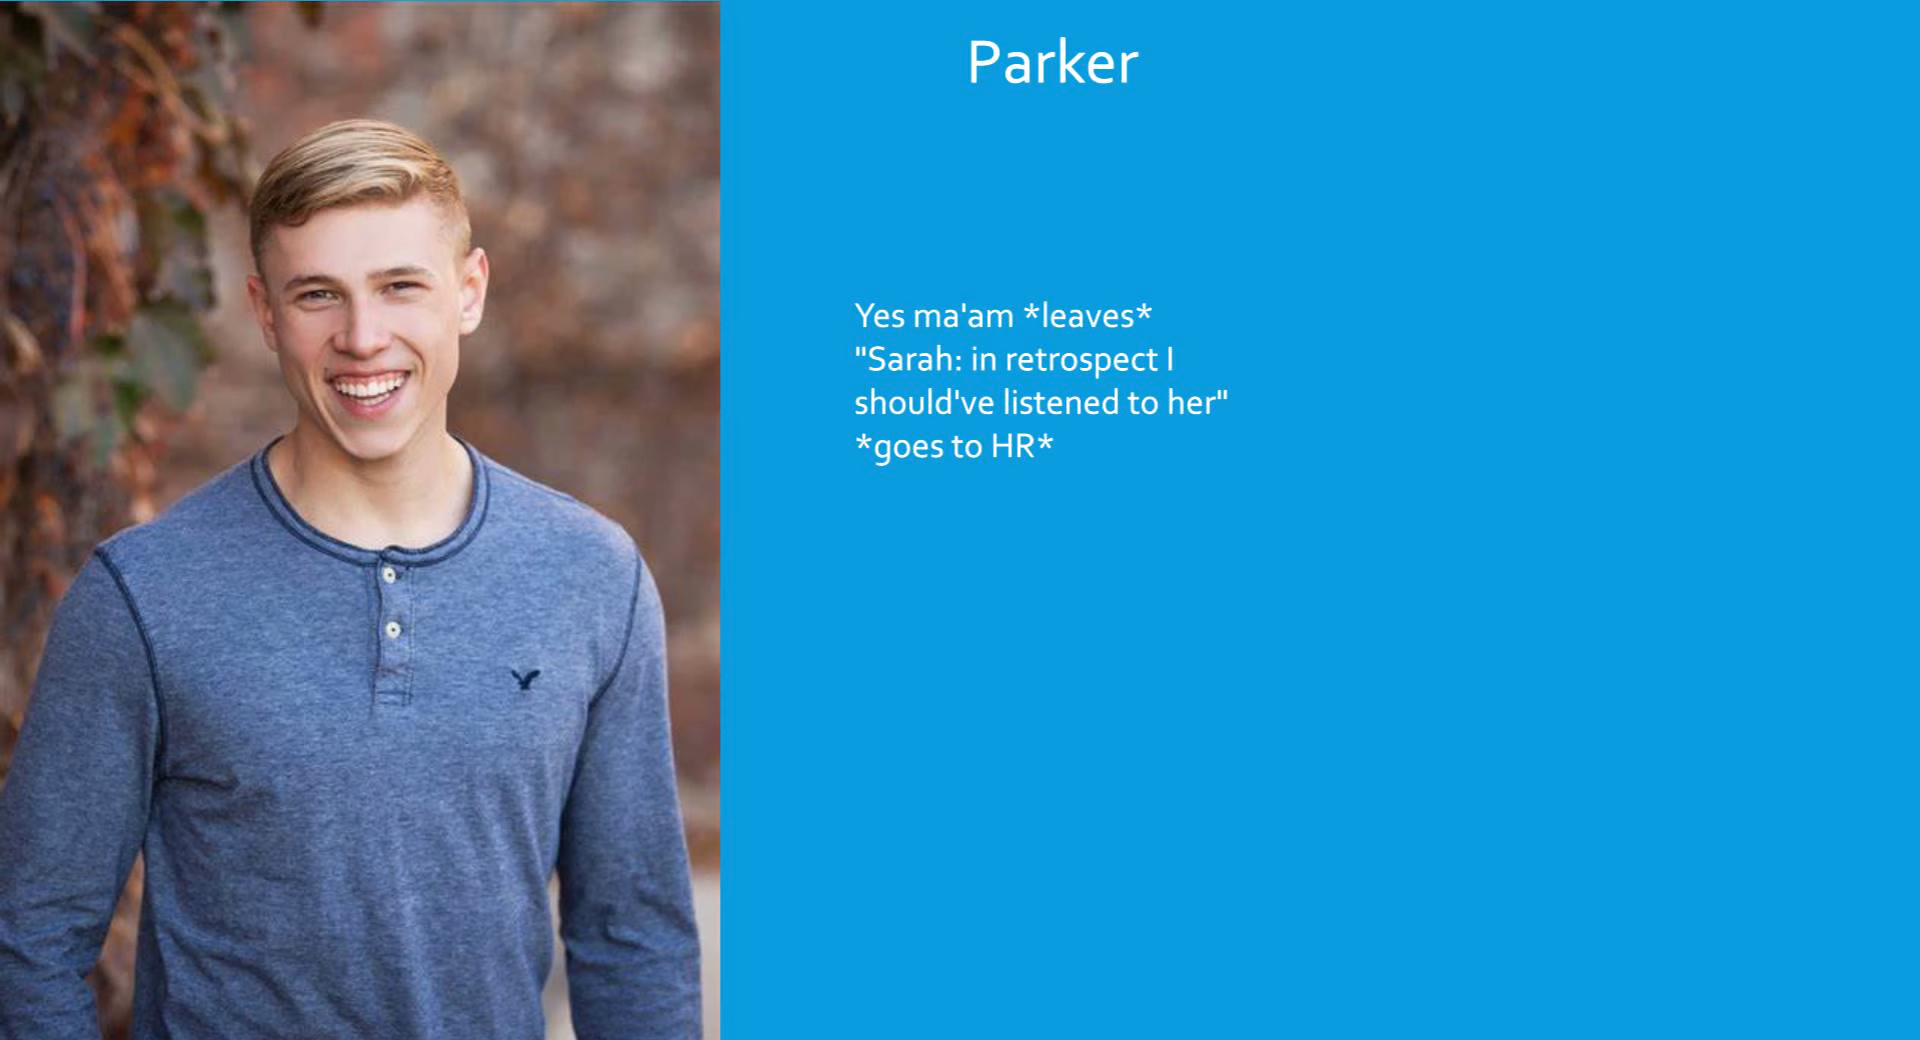 Parker
Yes ma'am *leaves*
"Sarah: in retrospect I
should've listened to her"
*goes to HR*